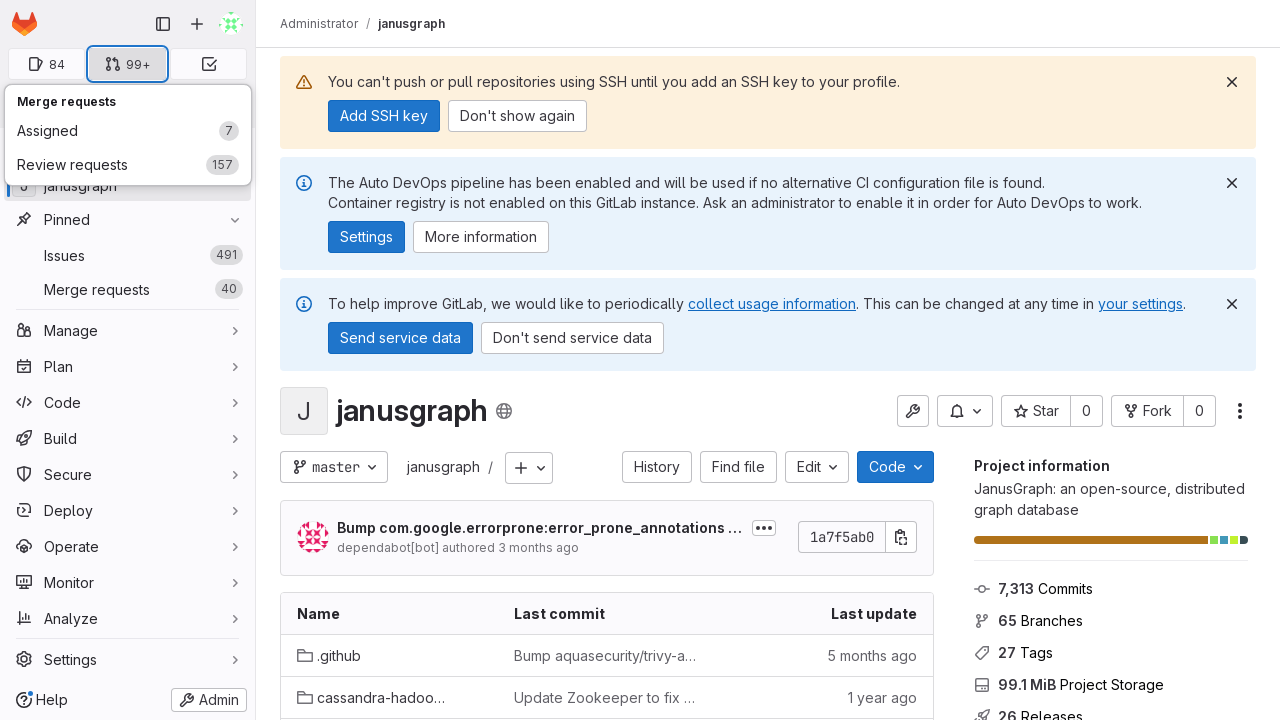 Administrator / janusgraph
84
99+
Merge requests
Assigned 7
Review requests 157
janusgraph
Pinned
Issues 491
Merge requests 40
Manage
Plan
Code
Build
Secure
Deploy
Operate
Monitor
Analyze
Settings
Help
Admin
You can't push or pull repositories using SSH until you add an SSH key to your profile.
Add SSH key
Don't show again
The Auto DevOps pipeline has been enabled and will be used if no alternative CI configuration file is found.
Container registry is not enabled on this GitLab instance. Ask an administrator to enable it in order for Auto DevOps to work.
Settings
More information
To help improve GitLab, we would like to periodically collect usage information. This can be changed at any time in your settings.
Send service data
Don't send service data
J
janusgraph
Star 0
Fork 0
master
janusgraph /
History
Find file
Edit
Code
Bump com.google.errorprone:error_prone_annotations ...
dependabot[bot] authored 3 months ago
1a7f5ab0
Name Last commit Last update
.github Bump aquasecurity/trivy-a... 5 months ago
cassandra-hadoo... Update Zookeeper to fix ... 1 year ago
Project information
JanusGraph: an open-source, distributed
graph database
7,313 Commits
65 Branches
27 Tags
99.1 MiB Project Storage
26 Releases